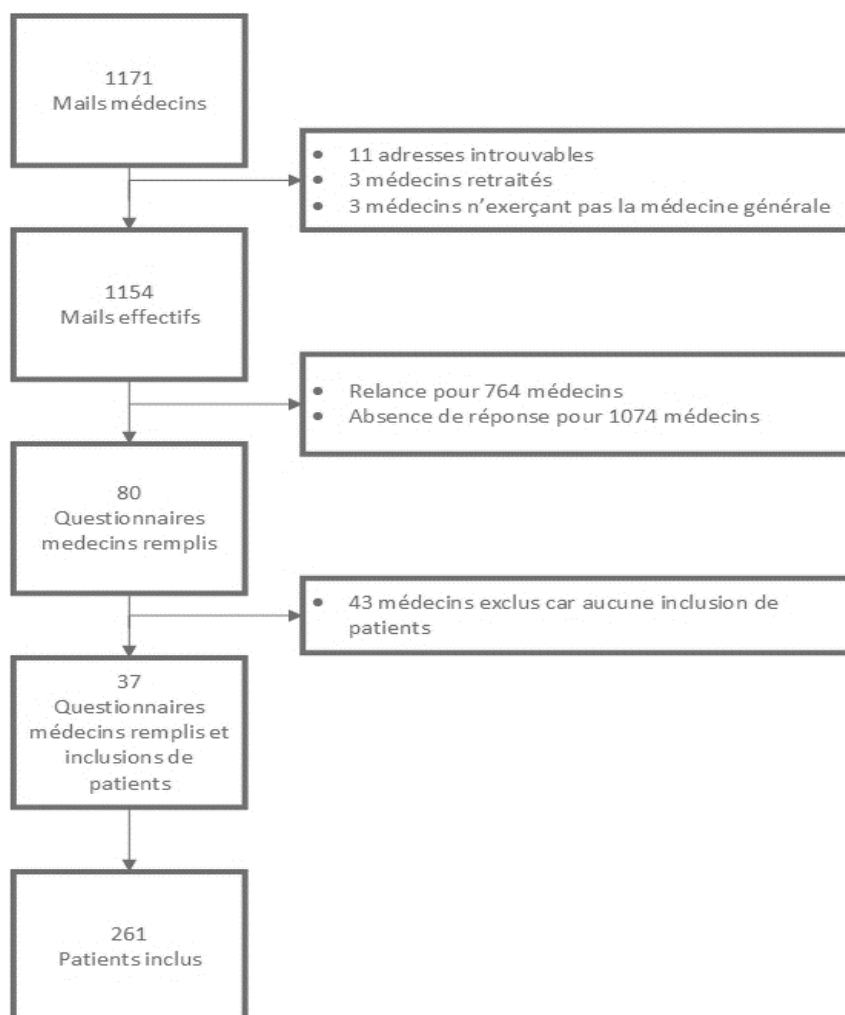 1171
Mails médecins
• 11 adresses introuvables
• 3 médecins retraités
• 3 médecins n'exerçant pas la médecine générale
1154
Mails effectifs
• Relance pour 764 médecins
• Absence de réponse pour 1074 médecins
80
Questionnaires
medecins remplis
• 43 médecins exclus car aucune inclusion de
patients
37
Questionnaires
médecins remplis et
inclusions de
patients
261
Patients inclus